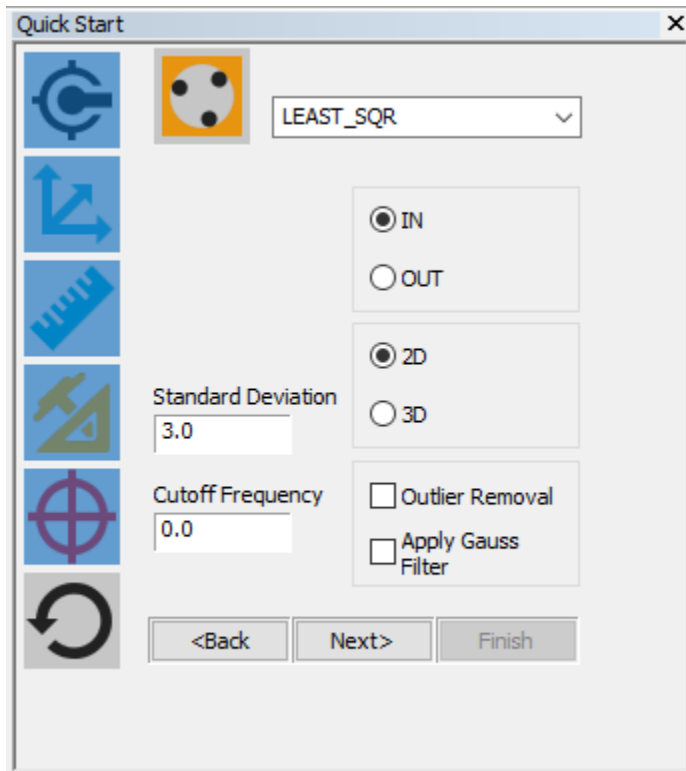 Quick Start
LEAST_SQR
IN
OUT
2D
3D
Standard Deviation
3.0
Cutoff Frequency
0.0
Outlier Removal
Apply Gauss
Filter
<Back
Next>
Finish